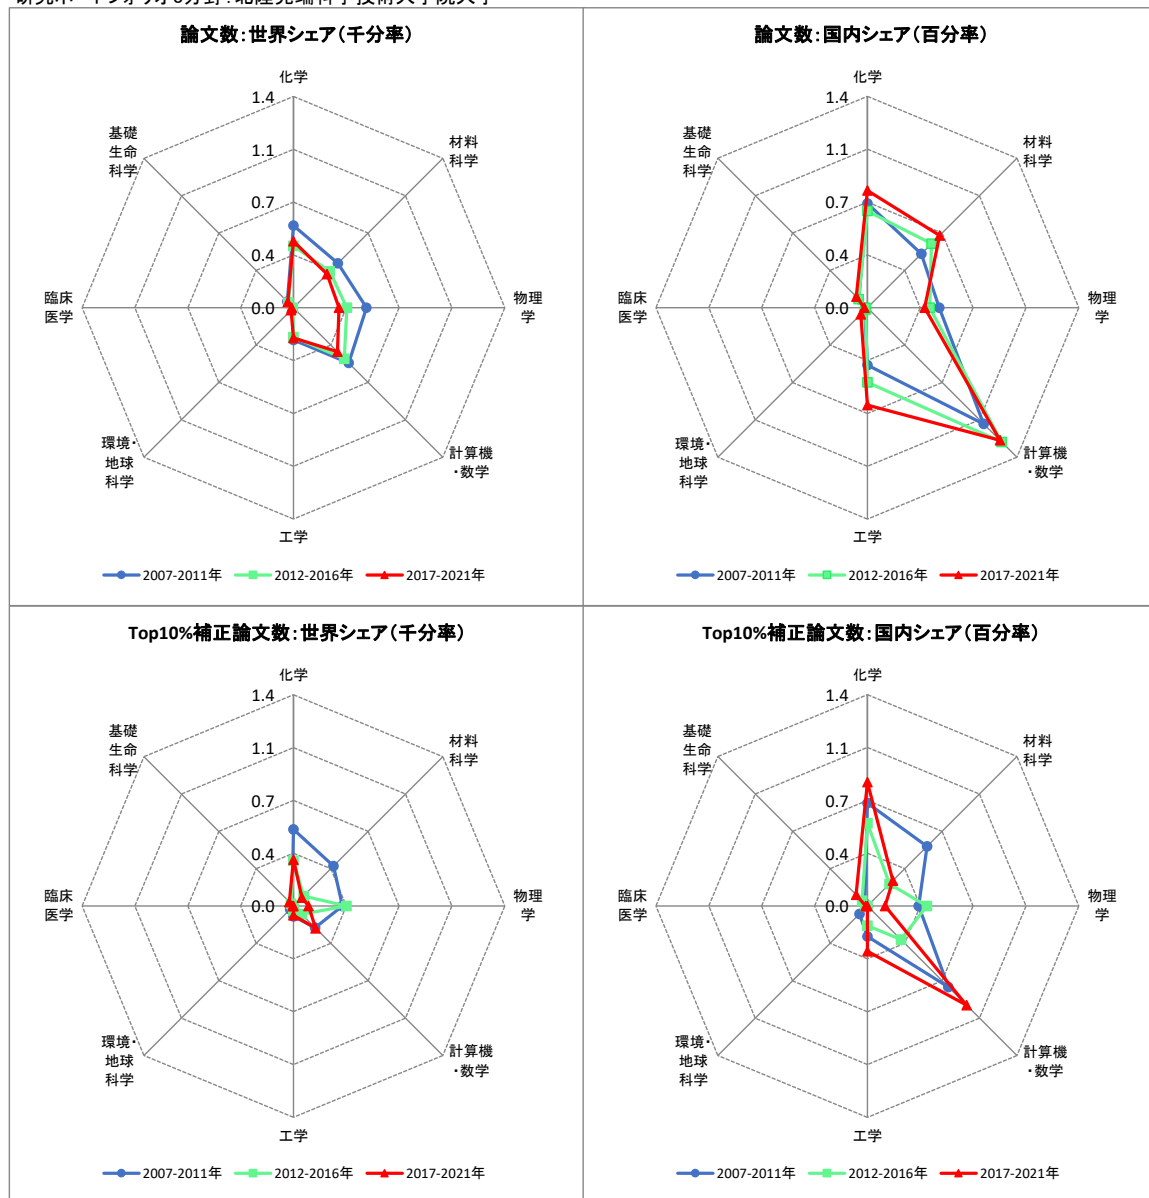 論文数：世界シェア（千分率）
化学
1.4
1.1
0.7
0.4
0.0
材料
科学
物理
学
計算機
・数学
工学
環境・
地球
科学
臨床
医学
基礎
生命
科学
2007-2011年 2012-2016年 2017-2021年
論文数：国内シェア（百分率）
化学
1.4
1.1
0.7
0.4
0.0
材料
科学
物理
学
計算機
・数学
工学
環境・
地球
科学
臨床
医学
基礎
生命
科学
2007-2011年 2012-2016年 2017-2021年
Top10%補正論文数：世界シェア（千分率）
化学
1.4
1.1
0.7
0.4
0.0
材料
科学
物理
学
計算機
・数学
工学
環境・
地球
科学
臨床
医学
基礎
生命
科学
2007-2011年 2012-2016年 2017-2021年
Top10%補正論文数：国内シェア（百分率）
化学
1.4
1.1
0.7
0.4
0.0
材料
科学
物理
学
計算機
・数学
工学
環境・
地球
科学
臨床
医学
基礎
生命
科学
2007-2011年 2012-2016年 2017-2021年